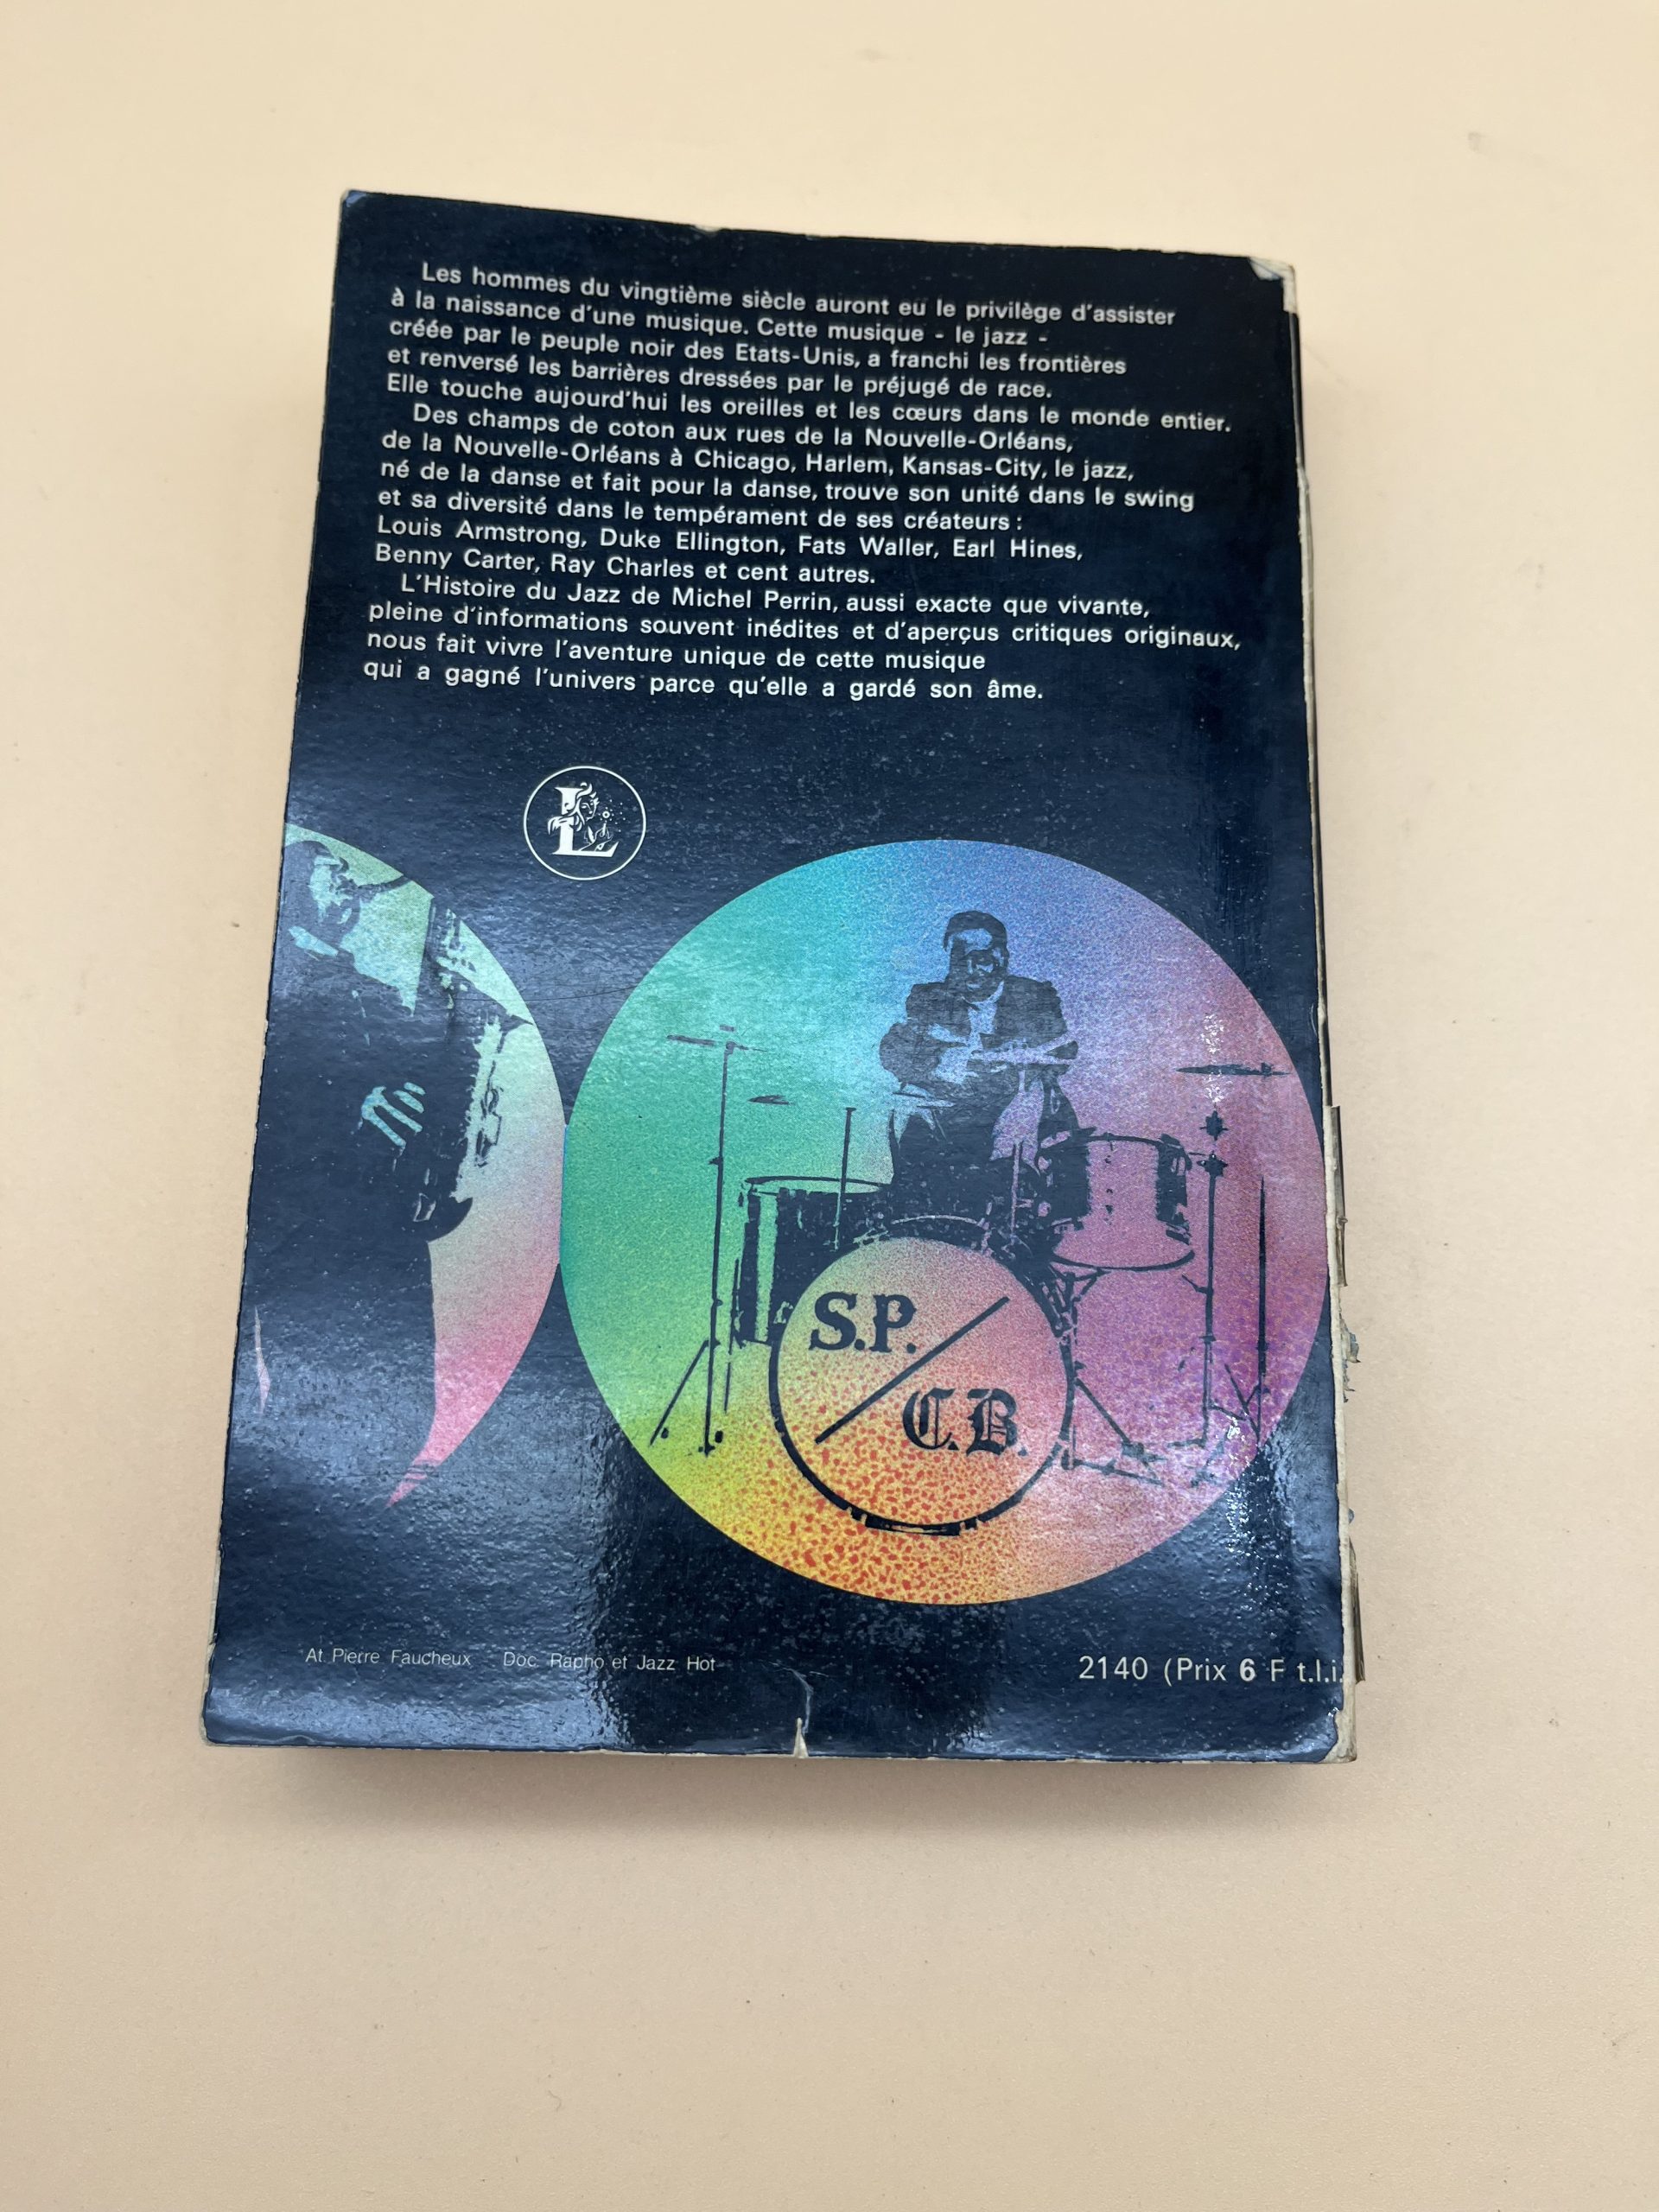 Les hommes du vingtième siècle auront eu le privilège d'assister
à la naissance d'une musique. Cette musique - le jazz -
créée par le peuple noir des Etats-Unis, a franchi les frontières
et renversé les barrières dressées par le préjugé de race.
Elle touche aujourd'hui les oreilles et les cœurs dans le monde entier.
Des champs de coton aux rues de la Nouvelle-Orléans,
de la Nouvelle-Orléans à Chicago, Harlem, Kansas-City, le jazz,
né de la danse et fait pour la danse, trouve son unité dans le swing
et sa diversité dans le tempérament de ses créateurs :
Louis Armstrong, Duke Ellington, Fats Waller, Earl Hines,
Benny Carter, Ray Charles et cent autres.
L'Histoire du Jazz de Michel Perrin, aussi exacte que vivante,
pleine d'informations souvent inédites et d'aperçus critiques originaux,
nous fait vivre l'aventure unique de cette musique
qui a gagné l'univers parce qu'elle a gardé son âme.
L
S.P.
C.B.
At. Pierre Faucheux Doc. Rapho et Jazz Hot
2140 (Prix 6 F t.l.i.